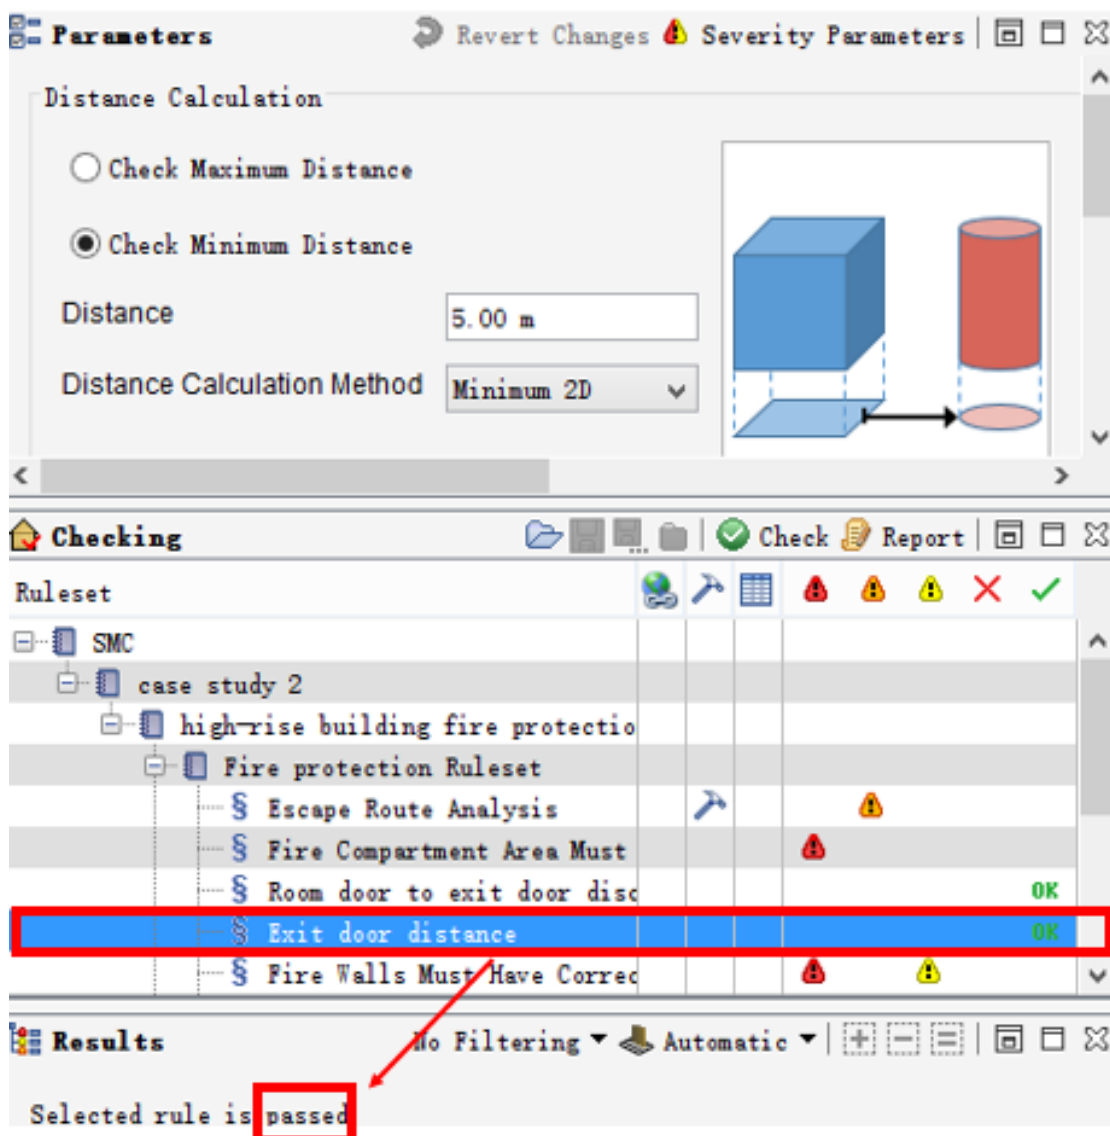 Parameters Revert Changes Severity Parameters
Distance Calculation
Check Maximum Distance
Check Minimum Distance
Distance 5.00 m
Distance Calculation Method Minimum 2D
Checking Check Report
Ruleset
SMC
case study 2
high-rise building fire protectio
§ Escape Route Analysis
Fire protection Ruleset
§ Fire Compartment Area Must
§ Room door to exit door disc OK
§ Exit door distance OK
§ Fire Walls Must Have Correc
Results No Filtering Automatic
Selected rule is passed